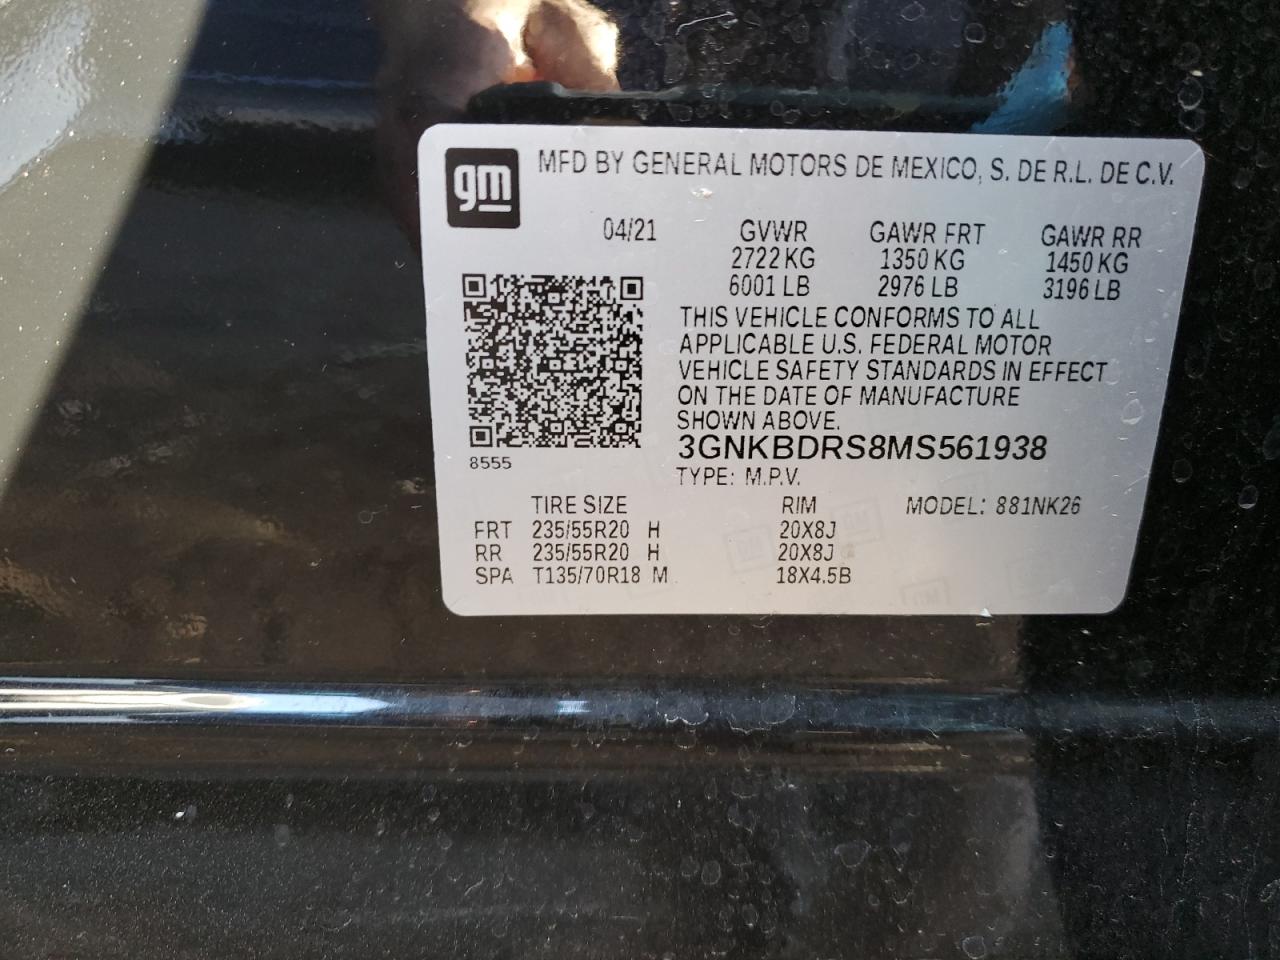 gm
MFD BY GENERAL MOTORS DE MEXICO, S. DE R.L. DE C.V.
04/21 GVWR GAWR FRT GAWR RR
2722 KG 1350 KG 1450 KG
6001 LB 2976 LB 3196 LB
THIS VEHICLE CONFORMS TO ALL
APPLICABLE U.S. FEDERAL MOTOR
VEHICLE SAFETY STANDARDS IN EFFECT
ON THE DATE OF MANUFACTURE
SHOWN ABOVE.
8555
3GNKBDRS8MS561938
TYPE: M.P.V.
TIRE SIZE RIM MODEL: 881NK26
FRT 235/55R20 H 20X8J
RR 235/55R20 H 20X8J
SPA T135/70R18 M 18X4.5B